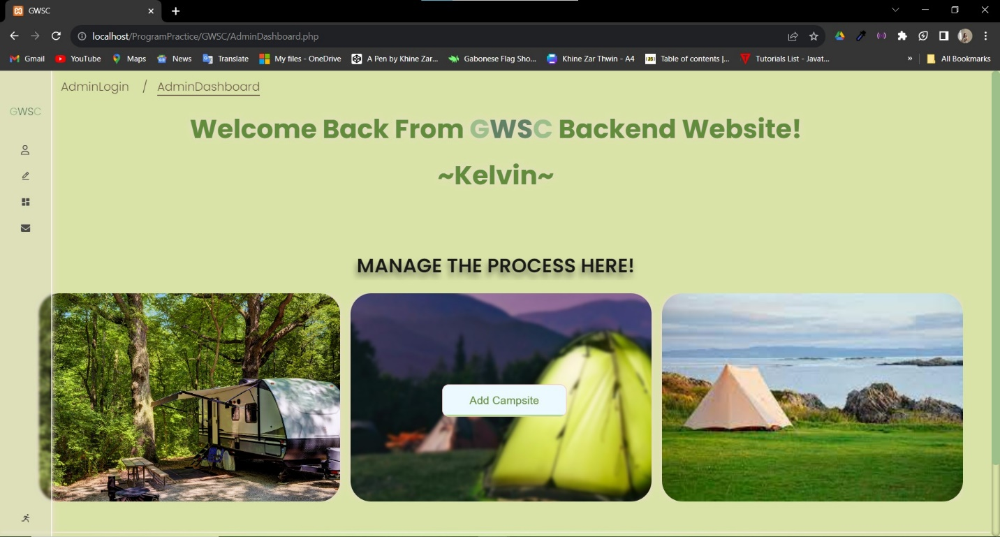 GWSC
localhost/ProgramPractice/GWSC/AdminDashboard.php
Gmail YouTube Maps News Translate My files - OneDrive A Pen by Khine Zar... Gabonese Flag Sho... Khine Zar Thwin - A4 Table of contents |... Tutorials List - Javat... » All Bookmarks
AdminLogin / AdminDashboard
GWSC
Welcome Back From GWSC Backend Website!
~Kelvin~
MANAGE THE PROCESS HERE!
Add Campsite